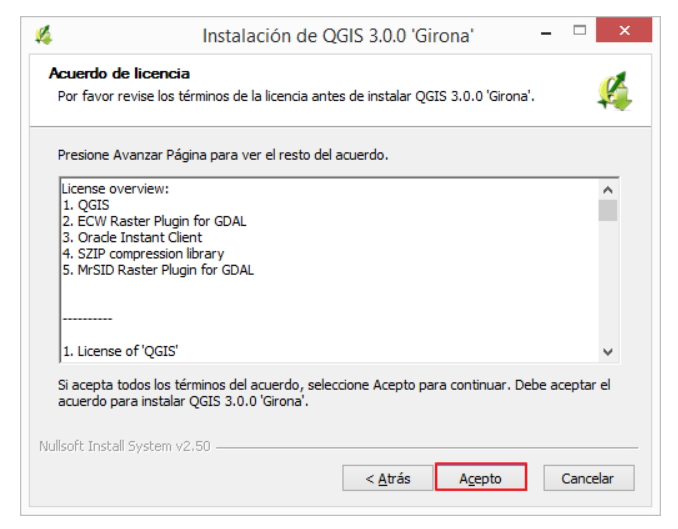 Instalación de QGIS 3.0.0 'Girona'
Acuerdo de licencia
Por favor revise los términos de la licencia antes de instalar QGIS 3.0.0 'Girona'.
Presione Avanzar Página para ver el resto del acuerdo.
License overview:
1. QGIS
2. ECW Raster Plugin for GDAL
3. Oracle Instant Client
4. SZIP compression library
5. MrSID Raster Plugin for GDAL
----------
1. License of 'QGIS'
Si acepta todos los términos del acuerdo, seleccione Acepto para continuar. Debe aceptar el
acuerdo para instalar QGIS 3.0.0 'Girona'.
Nullsoft Install System v2.50
< Atrás Acepto Cancelar